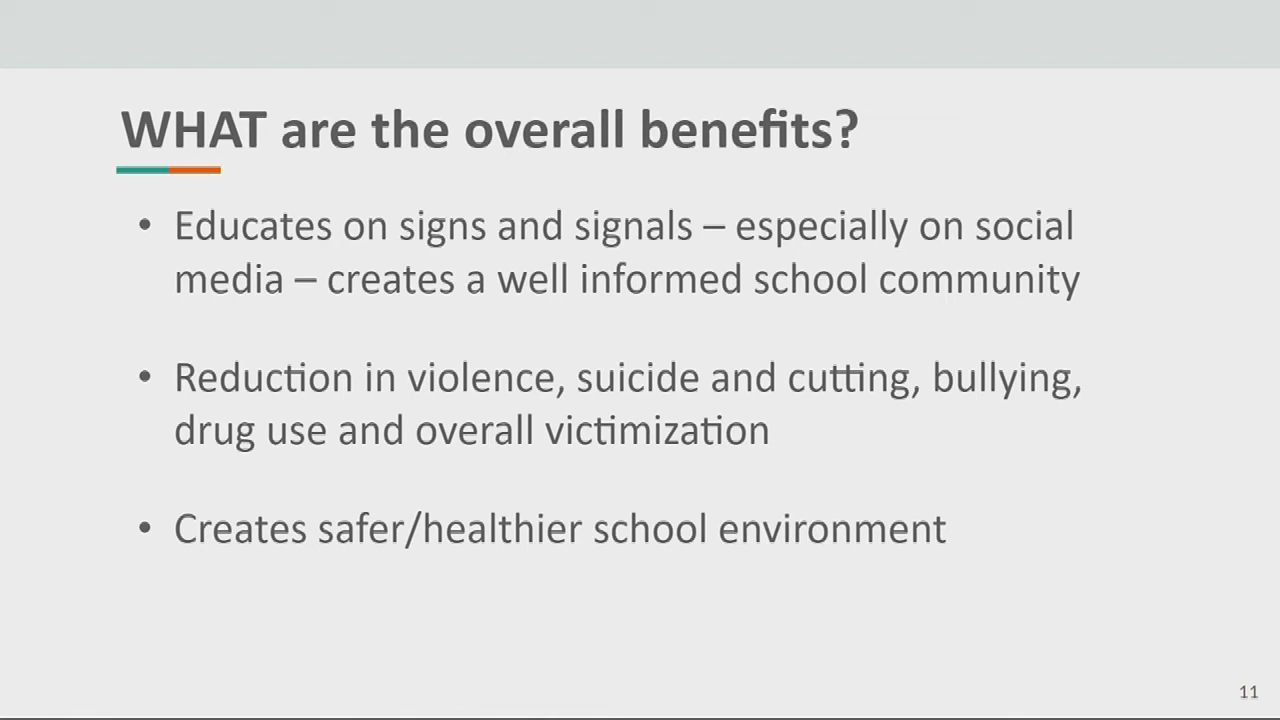 WHAT are the overall benefits?
• Educates on signs and signals – especially on social
media – creates a well informed school community
• Reduction in violence, suicide and cutting, bullying,
drug use and overall victimization
• Creates safer/healthier school environment
11